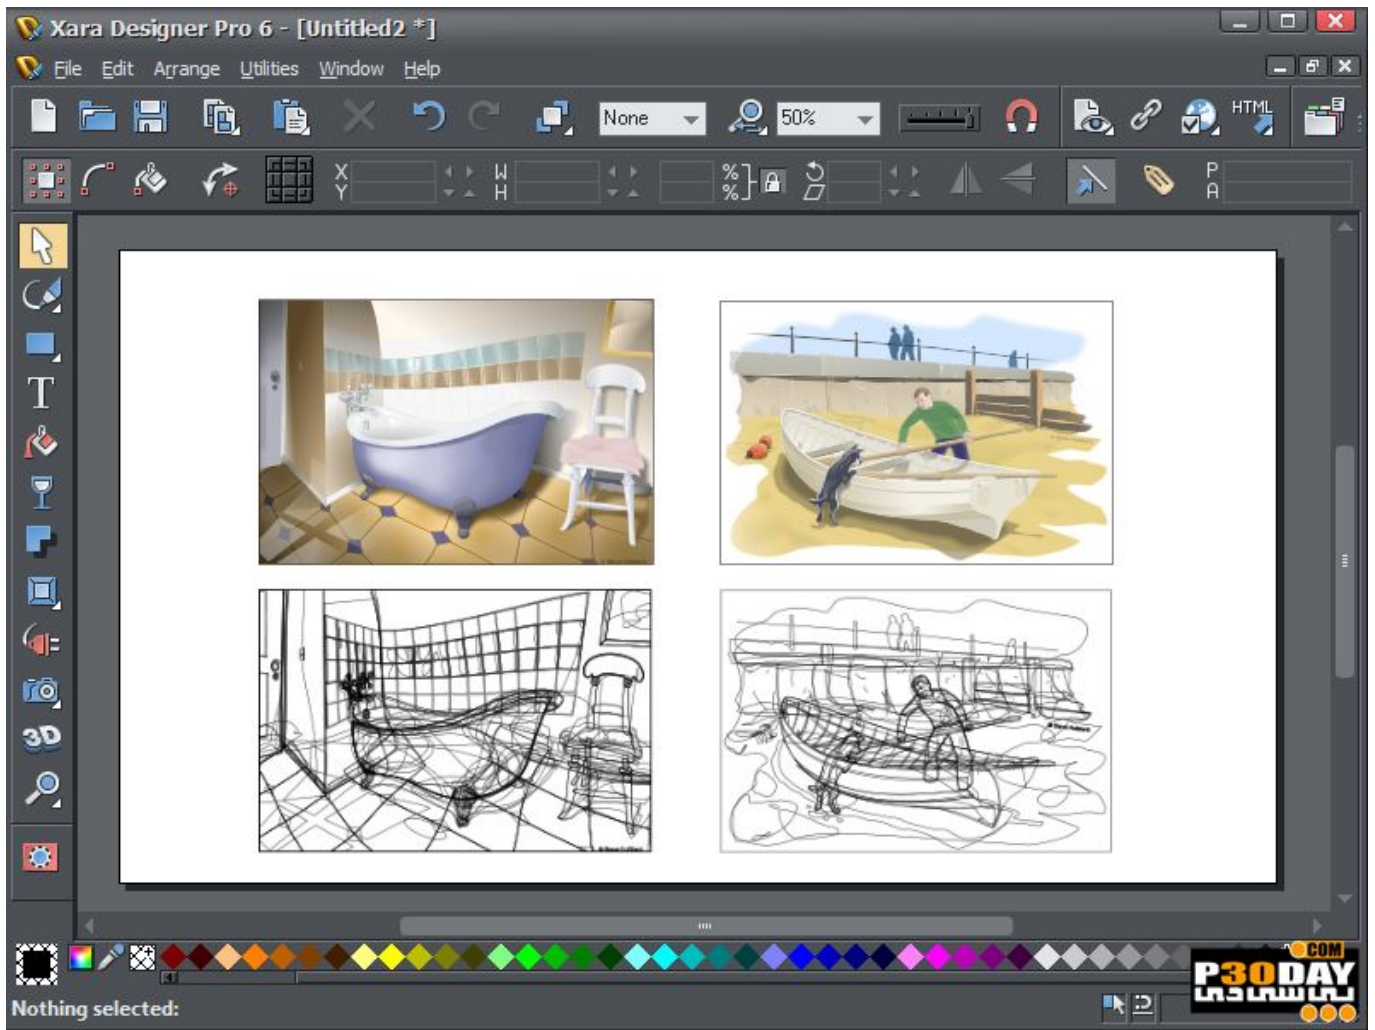 Xara Designer Pro 6 - [Untitled2 *]
File Edit Arrange Utilities Window Help
None 50% HTML
X W % P
Y H % A
T
3D
.COM
P30DAY
Nothing selected: